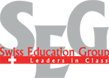 SEG
Swiss Education Group
Leaders in Class